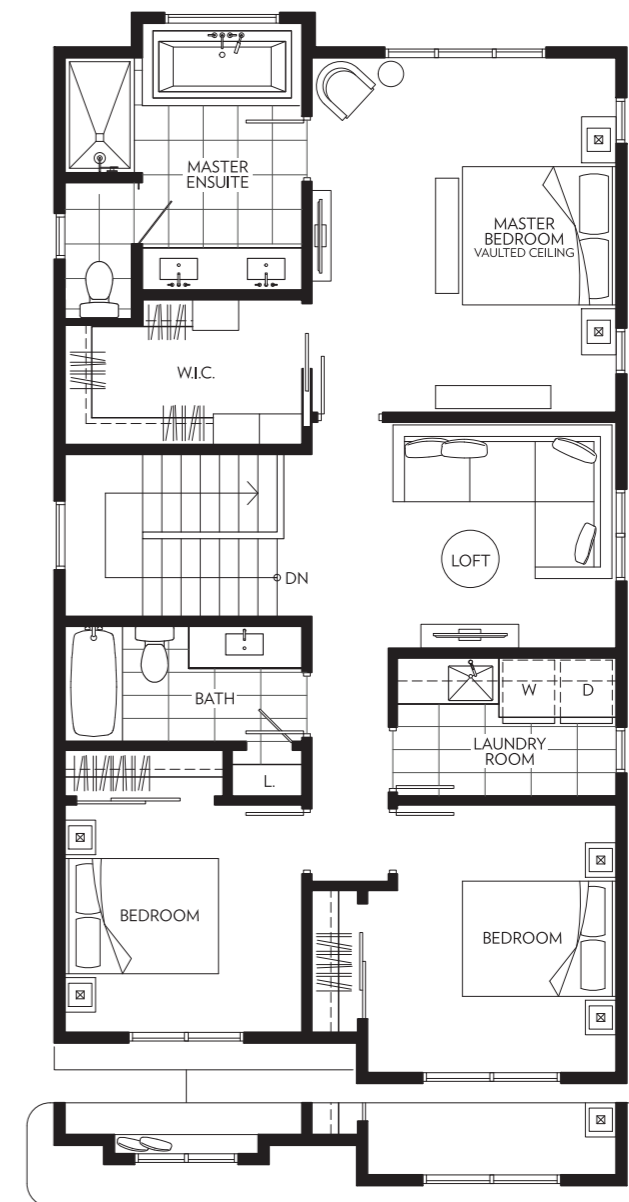 MASTER
ENSUITE
MASTER
BEDROOM
VAULTED CEILING
W.I.C.
LOFT
DN
BATH
W
D
LAUNDRY
ROOM
L.
BEDROOM
BEDROOM